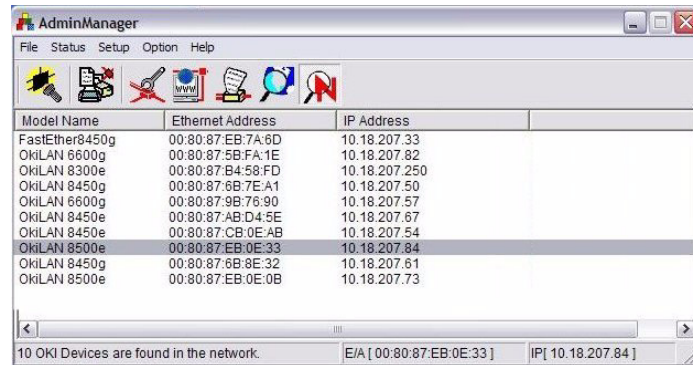 AdminManager
File Status Setup Option Help
WWW
N
Model Name Ethernet Address IP Address
FastEther8450g 00:80:87:EB:7A:6D 10.18.207.33
OkiLAN 6600g 00:80:87:5B:FA:1E 10.18.207.82
OkiLAN 8300e 00:80:87:B4:58:FD 10.18.207.250
OkiLAN 8450g 00:80:87:6B:7E:A1 10.18.207.50
OkiLAN 6600g 00:80:87:9B:76:90 10.18.207.57
OkiLAN 8450e 00:80:87:AB:D4:5E 10.18.207.67
OkiLAN 8450e 00:80:87:CB:0E:AB 10.18.207.54
OkiLAN 8500e 00:80:87:EB:0E:33 10.18.207.84
OkiLAN 8450g 00:80:87:6B:8E:32 10.18.207.61
OkiLAN 8500e 00:80:87:EB:0E:0B 10.18.207.73
10 OKI Devices are found in the network. E/A [ 00:80:87:EB:0E:33 ] IP[ 10.18.207.84 ]